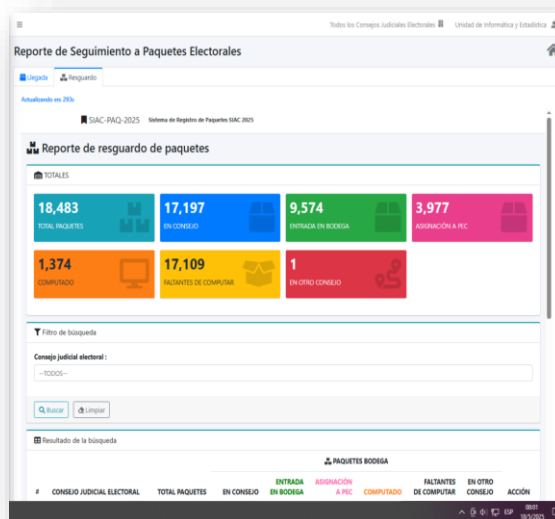 Todos los Consejos Judiciales Electorales
Unidad de Informática y Estadística
Reporte de Seguimiento a Paquetes Electorales
Llegada
Resguardo
Actualizando en: 293s
SIAC-PAQ-2025 Sistema de Registro de Paquetes SIAC 2025
Reporte de resguardo de paquetes
TOTALES
18,483
TOTAL PAQUETES
17,197
EN CONSEJO
9,574
ENTRADA EN BODEGA
3,977
ASIGNACIÓN A PEC
1,374
COMPUTADO
17,109
FALTANTES DE COMPUTAR
1
EN OTRO CONSEJO
Filtro de búsqueda
Consejo judicial electoral :
--TODOS--
Buscar
Limpiar
Resultado de la búsqueda
PAQUETES BODEGA
# CONSEJO JUDICIAL ELECTORAL TOTAL PAQUETES EN CONSEJO ENTRADA EN BODEGA ASIGNACIÓN A PEC COMPUTADO FALTANTES DE COMPUTAR EN OTRO CONSEJO ACCIÓN
ESP
08:01